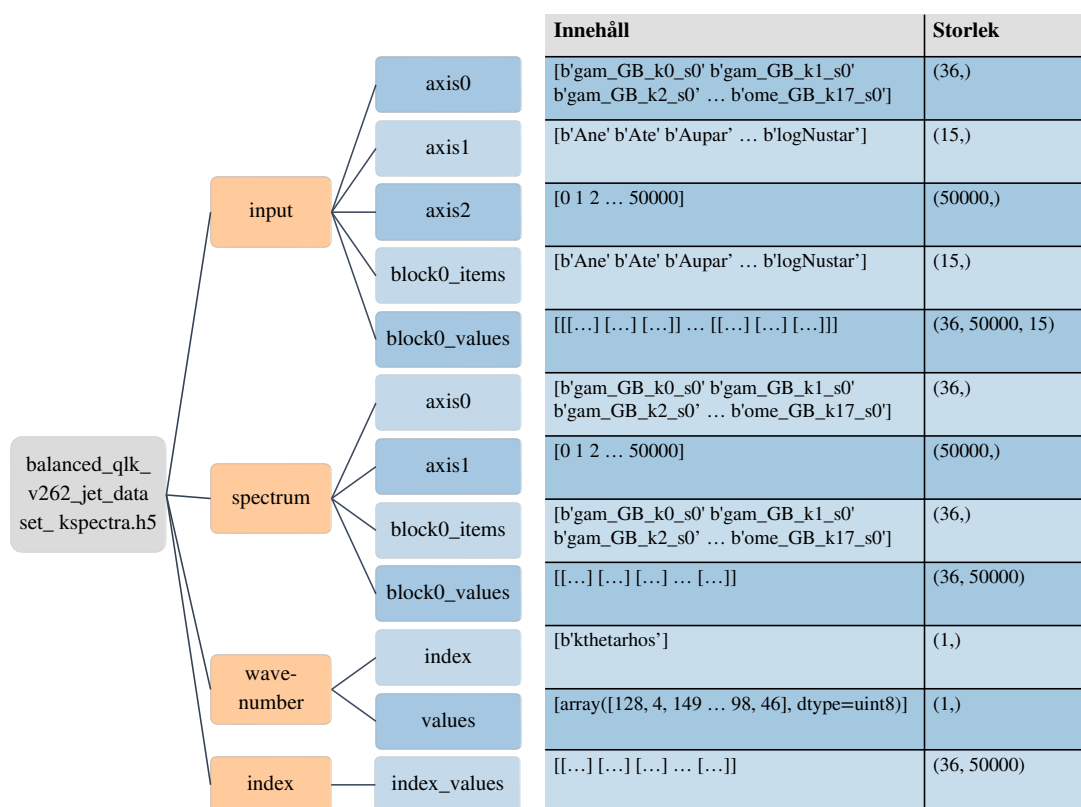 Innehåll Storlek
axis0 [b'gam_GB_k0_s0' b'gam_GB_k1_s0' (36,)
b'gam_GB_k2_s0’ … b'ome_GB_k17_s0']
axis1 [b'Ane' b'Ate' b'Aupar’ … b'logNustar’] (15,)
input axis2 [0 1 2 … 50000] (50000,)
block0_items [b'Ane' b'Ate' b'Aupar’ … b'logNustar’] (15,)
block0_values [[[…] […] […]] … [[…] […] […]]] (36, 50000, 15)
axis0 [b'gam_GB_k0_s0' b'gam_GB_k1_s0' (36,)
b'gam_GB_k2_s0’ … b'ome_GB_k17_s0']
balanced_qlk_
v262_jet_data
set_ kspectra.h5
axis1 [0 1 2 … 50000] (50000,)
spectrum
block0_items [b'gam_GB_k0_s0' b'gam_GB_k1_s0' (36,)
b'gam_GB_k2_s0’ … b'ome_GB_k17_s0']
block0_values [[…] […] […] … […]] (36, 50000)
wave-
number
index [b'kthetarhos’] (1,)
values [array([128, 4, 149 … 98, 46], dtype=uint8)] (1,)
index index_values [[…] […] […] … […]] (36, 50000)